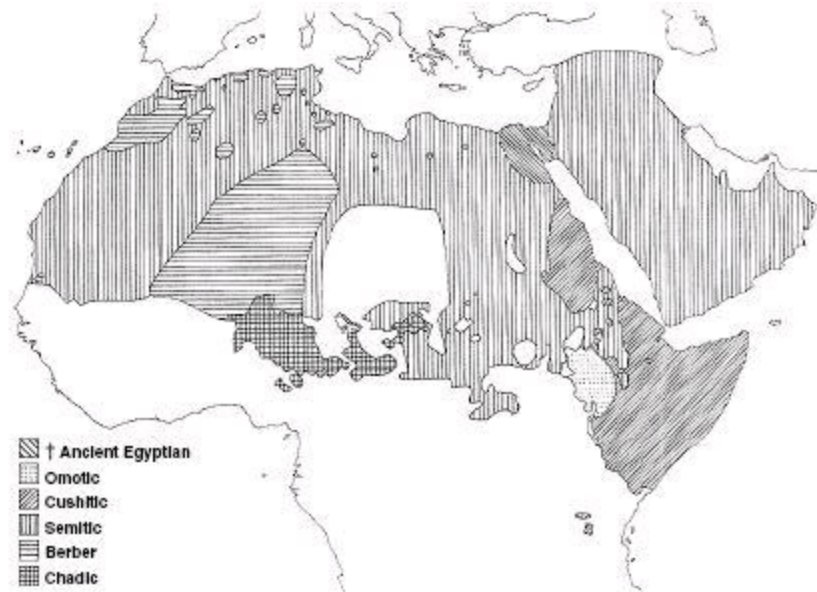 † Ancient Egyptian
Omotic
Cushitic
Semitic
Berber
Chadic